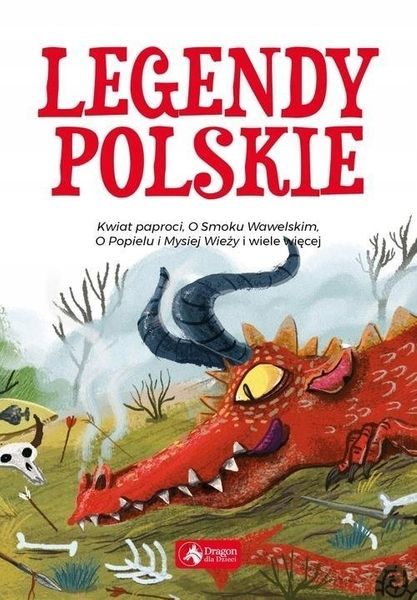 LEGENDY
POLSKIE
Kwiat paproci, O Smoku Wawelskim,
O Popielu i Mysiej Wieży i wiele więcej
Dragon
dla Dzieci